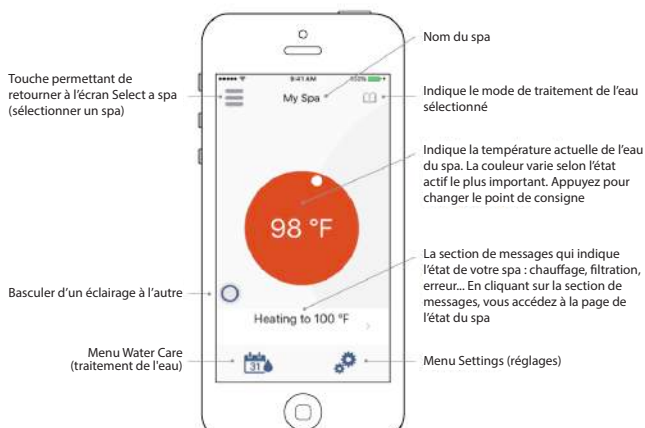 Nom du spa
9:41 AM
100%
My Spa
Touche permettant de
retourner à l'écran Select a spa
(sélectionner un spa)
Indique le mode de traitement de l'eau
sélectionné
Indique la température actuelle de l'eau
du spa. La couleur varie selon l'état
actif le plus important. Appuyez pour
changer le point de consigne
98 °F
La section de messages qui indique
l'état de votre spa : chauffage, filtration,
erreur... En cliquant sur la section de
messages, vous accédez à la page de
l'état du spa
Basculer d'un éclairage à l'autre
Heating to 100 °F
Menu Water Care
(traitement de l'eau)
31
Menu Settings (réglages)